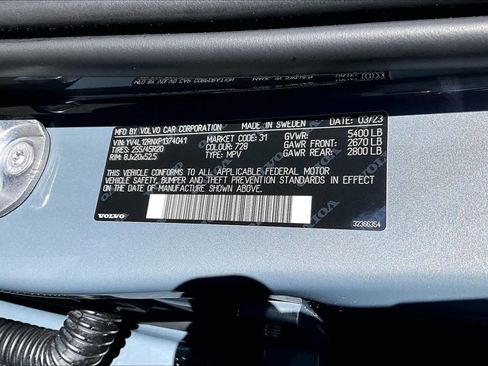 MFD. BY VOLVO CAR CORPORATION MADE IN SWEDEN DATE: 03/23
VIN: YV4L12RNXP1374041 MARKET CODE: 31 GVWR: 5400 LB
TIRES: 255/45R20 COLOUR: 728 GAWR FRONT: 2670 LB
RIM: 8Jx20x52.5 TYPE: MPV GAWR REAR: 2800 LB
THIS VEHICLE CONFORMS TO ALL APPLICABLE FEDERAL MOTOR
VEHICLE SAFETY, BUMPER AND THEFT PREVENTION STANDARDS IN EFFECT
ON THE DATE OF MANUFACTURE SHOWN ABOVE
VOLVO 32366354